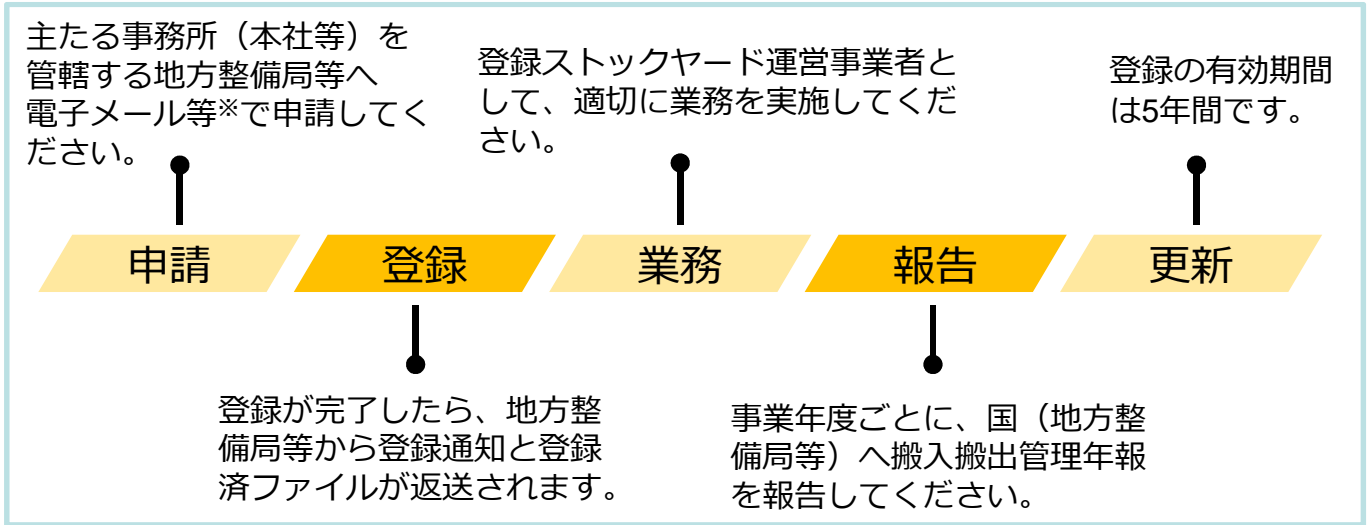 主たる事務所（本社等）を
管轄する地方整備局等へ
電子メール等※で申請してく
ださい。
登録ストックヤード運営事業者と
して、適切に業務を実施してくだ
さい。
登録の有効期間
は5年間です。
申請
登録
業務
報告
更新
登録が完了したら、地方整
備局等から登録通知と登録
済ファイルが返送されます。
事業年度ごとに、国（地方整
備局等）へ搬入搬出管理年報
を報告してください。